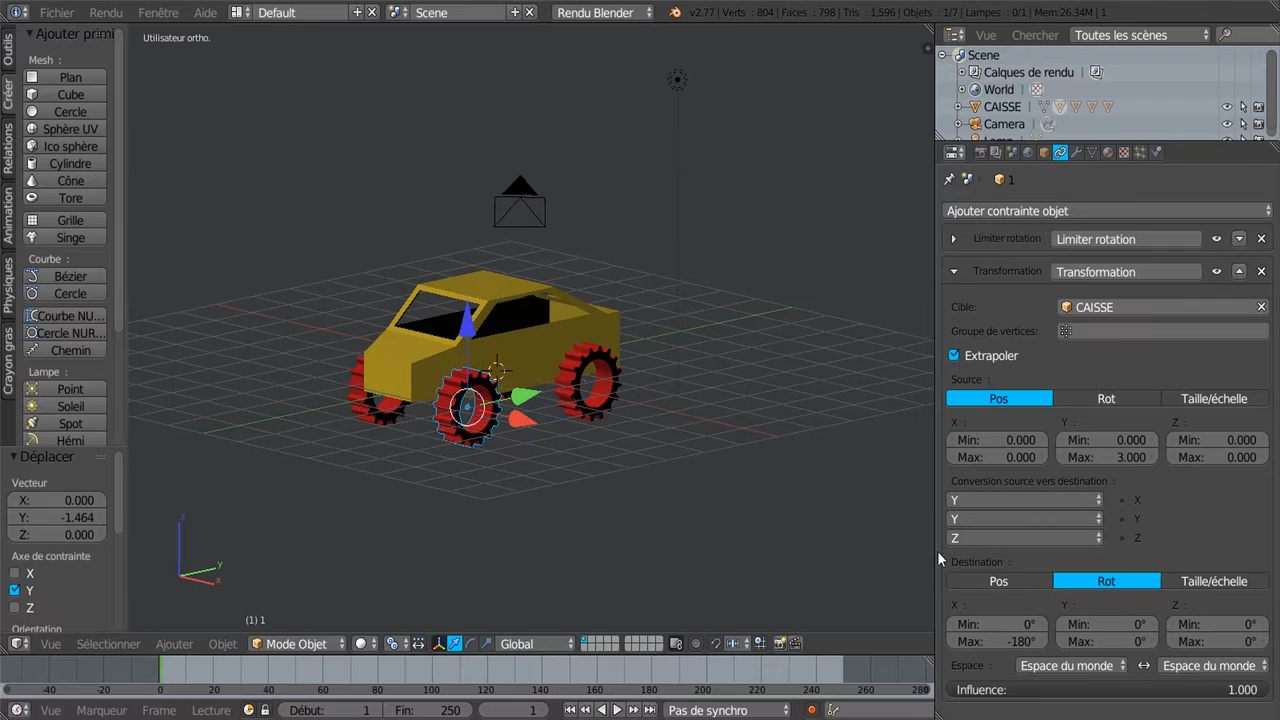 Fichier Rendu Fenêtre Aide Default Scene Rendu Blender v2.77 | Verts : 804 | Faces : 798 | Tris : 1,596 | Objets : 1/7 | Lampes : 0/1 | Mem:26.34M | 1
Outils
Créer
Relations
Animation
Physiques
Crayon gras
Ajouter primi
Mesh :
Plan
Cube
Cercle
Sphère UV
Ico sphère
Cylindre
Cône
Tore
Grille
Singe
Courbe :
Bézier
Cercle
Courbe NU...
Cercle NUR...
Chemin
Lampe :
Point
Soleil
Spot
Hémi
Déplacer
Vecteur
X: 0.000
Y: -1.464
Z: 0.000
Axe de contrainte
X
Y
Z
Orientation
Utilisateur ortho.
z
y
x
(1) 1
Vue Sélectionner Ajouter Objet Mode Objet Global
-40 -20 0 20 40 60 80 100 120 140 160 180 200 220 240 260 280
Vue Marqueur Frame Lecture Début: 1 Fin: 250 1 Pas de synchro
Vue Chercher Toutes les scènes
Scene
Calques de rendu
World
CAISSE
Camera
1
Ajouter contrainte objet
Limiter rotation Limiter rotation
Transformation Transformation
Cible: CAISSE
Groupe de vertices:
Extrapoler
Source :
Pos Rot Taille/échelle
X : Y : Z :
Min: 0.000 Min: 0.000 Min: 0.000
Max: 0.000 Max: 3.000 Max: 0.000
Conversion source vers destination :
Y » X
Y » Y
Z » Z
Destination :
Pos Rot Taille/échelle
X : Y : Z :
Min: 0° Min: 0° Min: 0°
Max: -180° Max: 0° Max: 0°
Espace : Espace du monde Espace du monde
Influence: 1.000